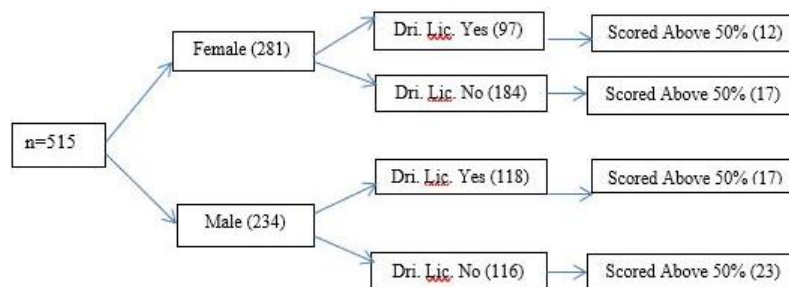 Dri. Lic. Yes (97)
Scored Above 50% (12)
Female (281)
Dri. Lic. No (184)
Scored Above 50% (17)
n=515
Dri. Lic. Yes (118)
Scored Above 50% (17)
Male (234)
Dri. Lic. No (116)
Scored Above 50% (23)